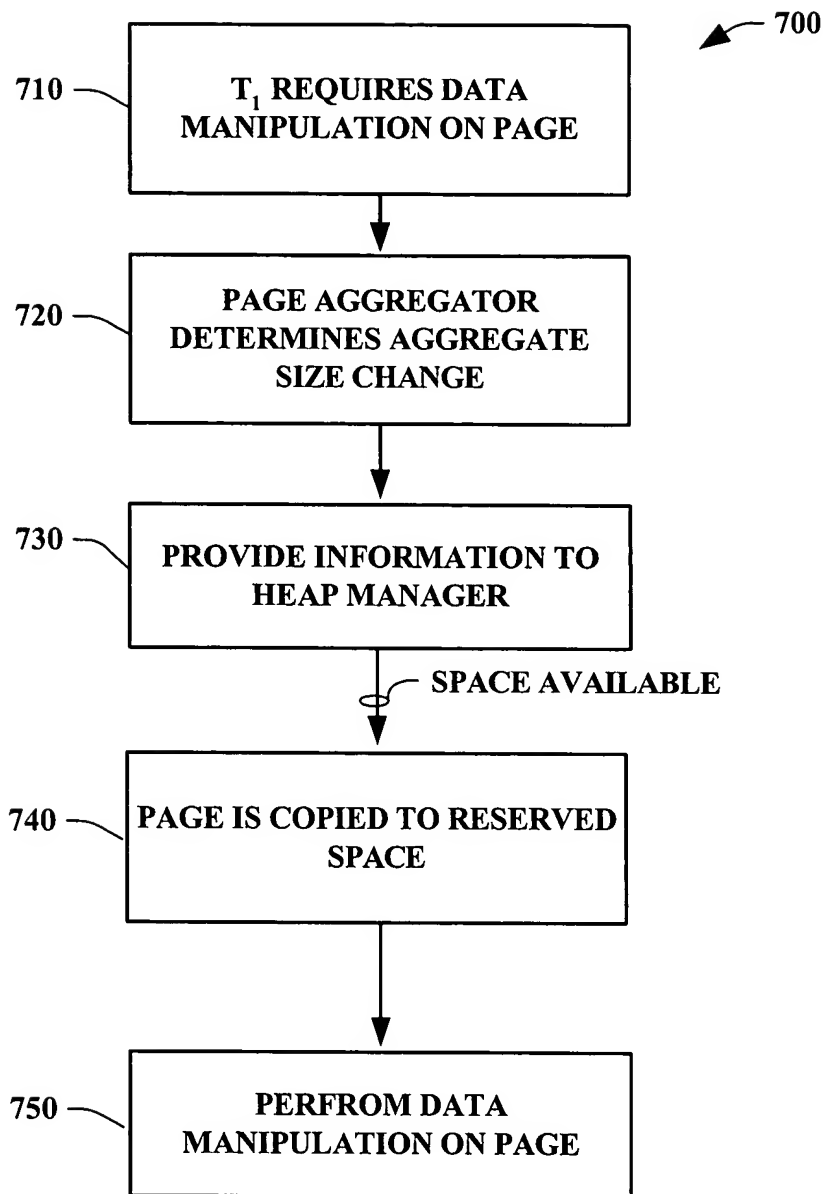 700
710
T1 REQUIRES DATA
MANIPULATION ON PAGE
720
PAGE AGGREGATOR
DETERMINES AGGREGATE
SIZE CHANGE
730
PROVIDE INFORMATION TO
HEAP MANAGER
SPACE AVAILABLE
740
PAGE IS COPIED TO RESERVED
SPACE
750
PERFROM DATA
MANIPULATION ON PAGE